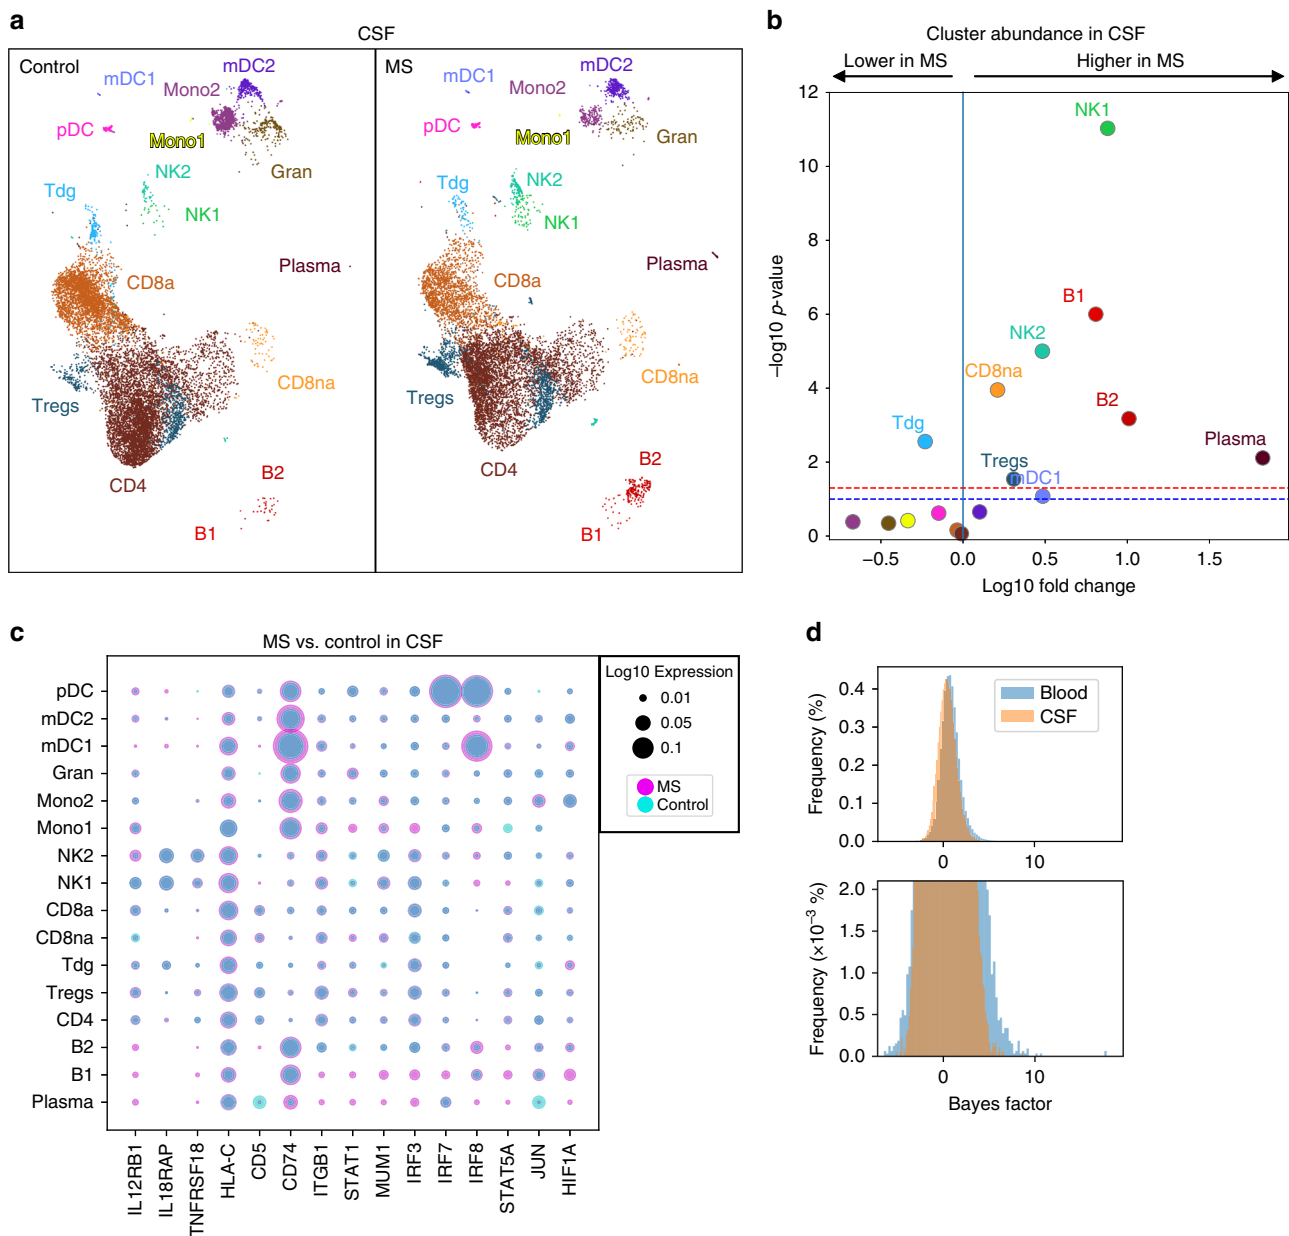 a
CSF
Control
mDC1
mDC2
Mono2
pDC
Mono1
Gran
NK2
Tdg
NK1
Plasma
CD8a
CD8na
Tregs
CD4
B2
B1
MS
mDC1
mDC2
Mono2
pDC
Mono1
Gran
Tdg
NK2
NK1
Plasma
CD8a
CD8na
Tregs
CD4
B2
B1
b
Cluster abundance in CSF
Lower in MS
Higher in MS
–log10 p-value
12
10
8
6
4
2
0
NK1
B1
NK2
CD8na
B2
Tdg
Plasma
Tregs
mDC1
−0.5
0.0
0.5
1.0
1.5
Log10 fold change
c
MS vs. control in CSF
pDC
mDC2
mDC1
Gran
Mono2
Mono1
NK2
NK1
CD8a
CD8na
Tdg
Tregs
CD4
B2
B1
Plasma
IL12RB1
IL18RAP
TNFRSF18
HLA-C
CD5
CD74
ITGB1
STAT1
MUM1
IRF3
IRF7
IRF8
STAT5A
JUN
HIF1A
Log10 Expression
0.01
0.05
0.1
MS
Control
d
Frequency (%)
0.4
0.3
0.2
0.1
0.0
Blood
CSF
0
10
Frequency (×10⁻³ %)
2.0
1.5
1.0
0.5
0.0
0
10
Bayes factor